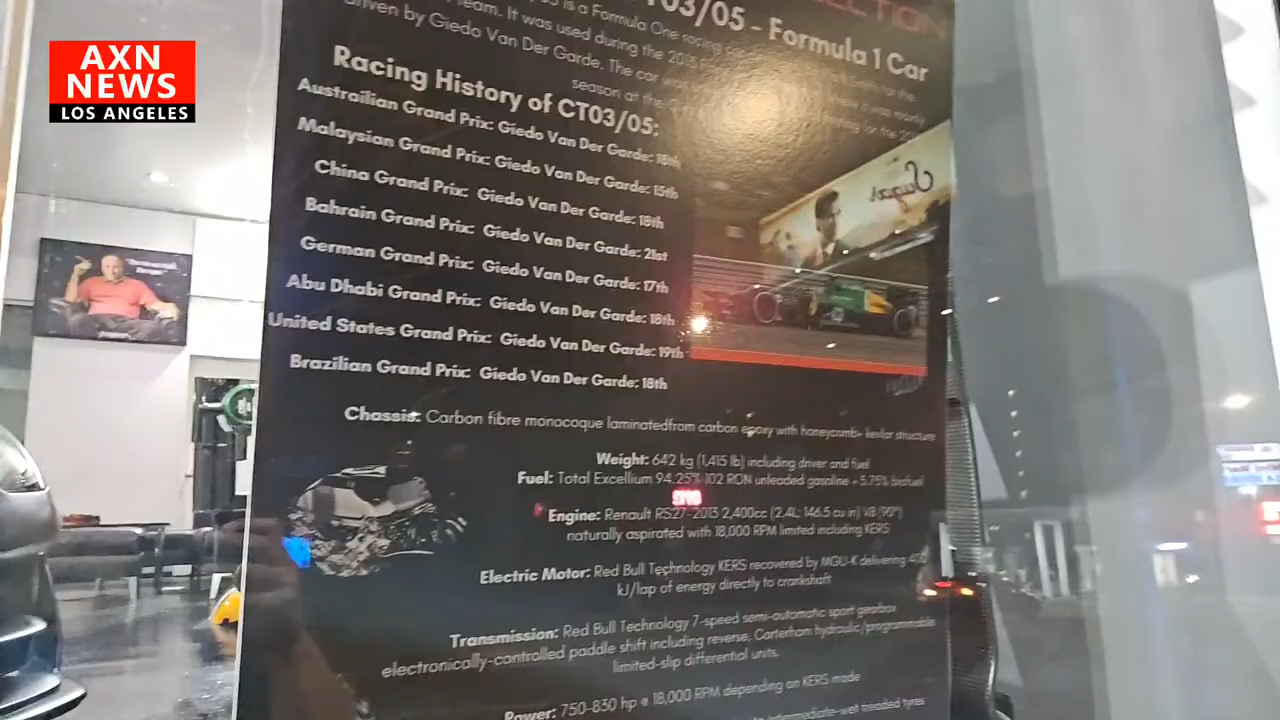 AXN
NEWS
LOS ANGELES
T03/05 - Formula 1 Car
is a Formula One racing
team. It was used during the 2013
driven by Giedo Van Der Garde. The car
season at the
Racing History of CT03/05:
Austrailian Grand Prix: Giedo Van Der Garde: 18th
Malaysian Grand Prix: Giedo Van Der Garde: 15th
China Grand Prix: Giedo Van Der Garde: 18th
Bahrain Grand Prix: Giedo Van Der Garde: 21st
German Grand Prix: Giedo Van Der Garde: 17th
Abu Dhabi Grand Prix: Giedo Van Der Garde: 18th
United States Grand Prix: Giedo Van Der Garde: 19th
Brazilian Grand Prix: Giedo Van Der Garde: 18th
Chassis: Carbon fibre monocoque laminatedfrom carbon epoxy with honeycomb- kevlar structure
Weight: 642 kg (1,415 lb) including driver and fuel
Fuel: Total Excellium 94.25% 102 RON unleaded gasoline + 5.75% biofuel
Engine: Renault RS27-2013 2,400cc (2.4L; 146.5 cu in) V8 (90°)
naturally aspirated with 18,000 RPM limited including KERS
Electric Motor: Red Bull Technology KERS recovered by MGU-K delivering
kJ/lap of energy directly to crankshaft
Transmission: Red Bull Technology 7-speed semi-automatic sport gearbox
electronically-controlled paddle shift including reverse, Carterham hydraulic/programmable
limited-slip differential units.
Power: 750-830 hp @ 18,000 RPM depending on KERS made
intermediate-wet treaded tyres